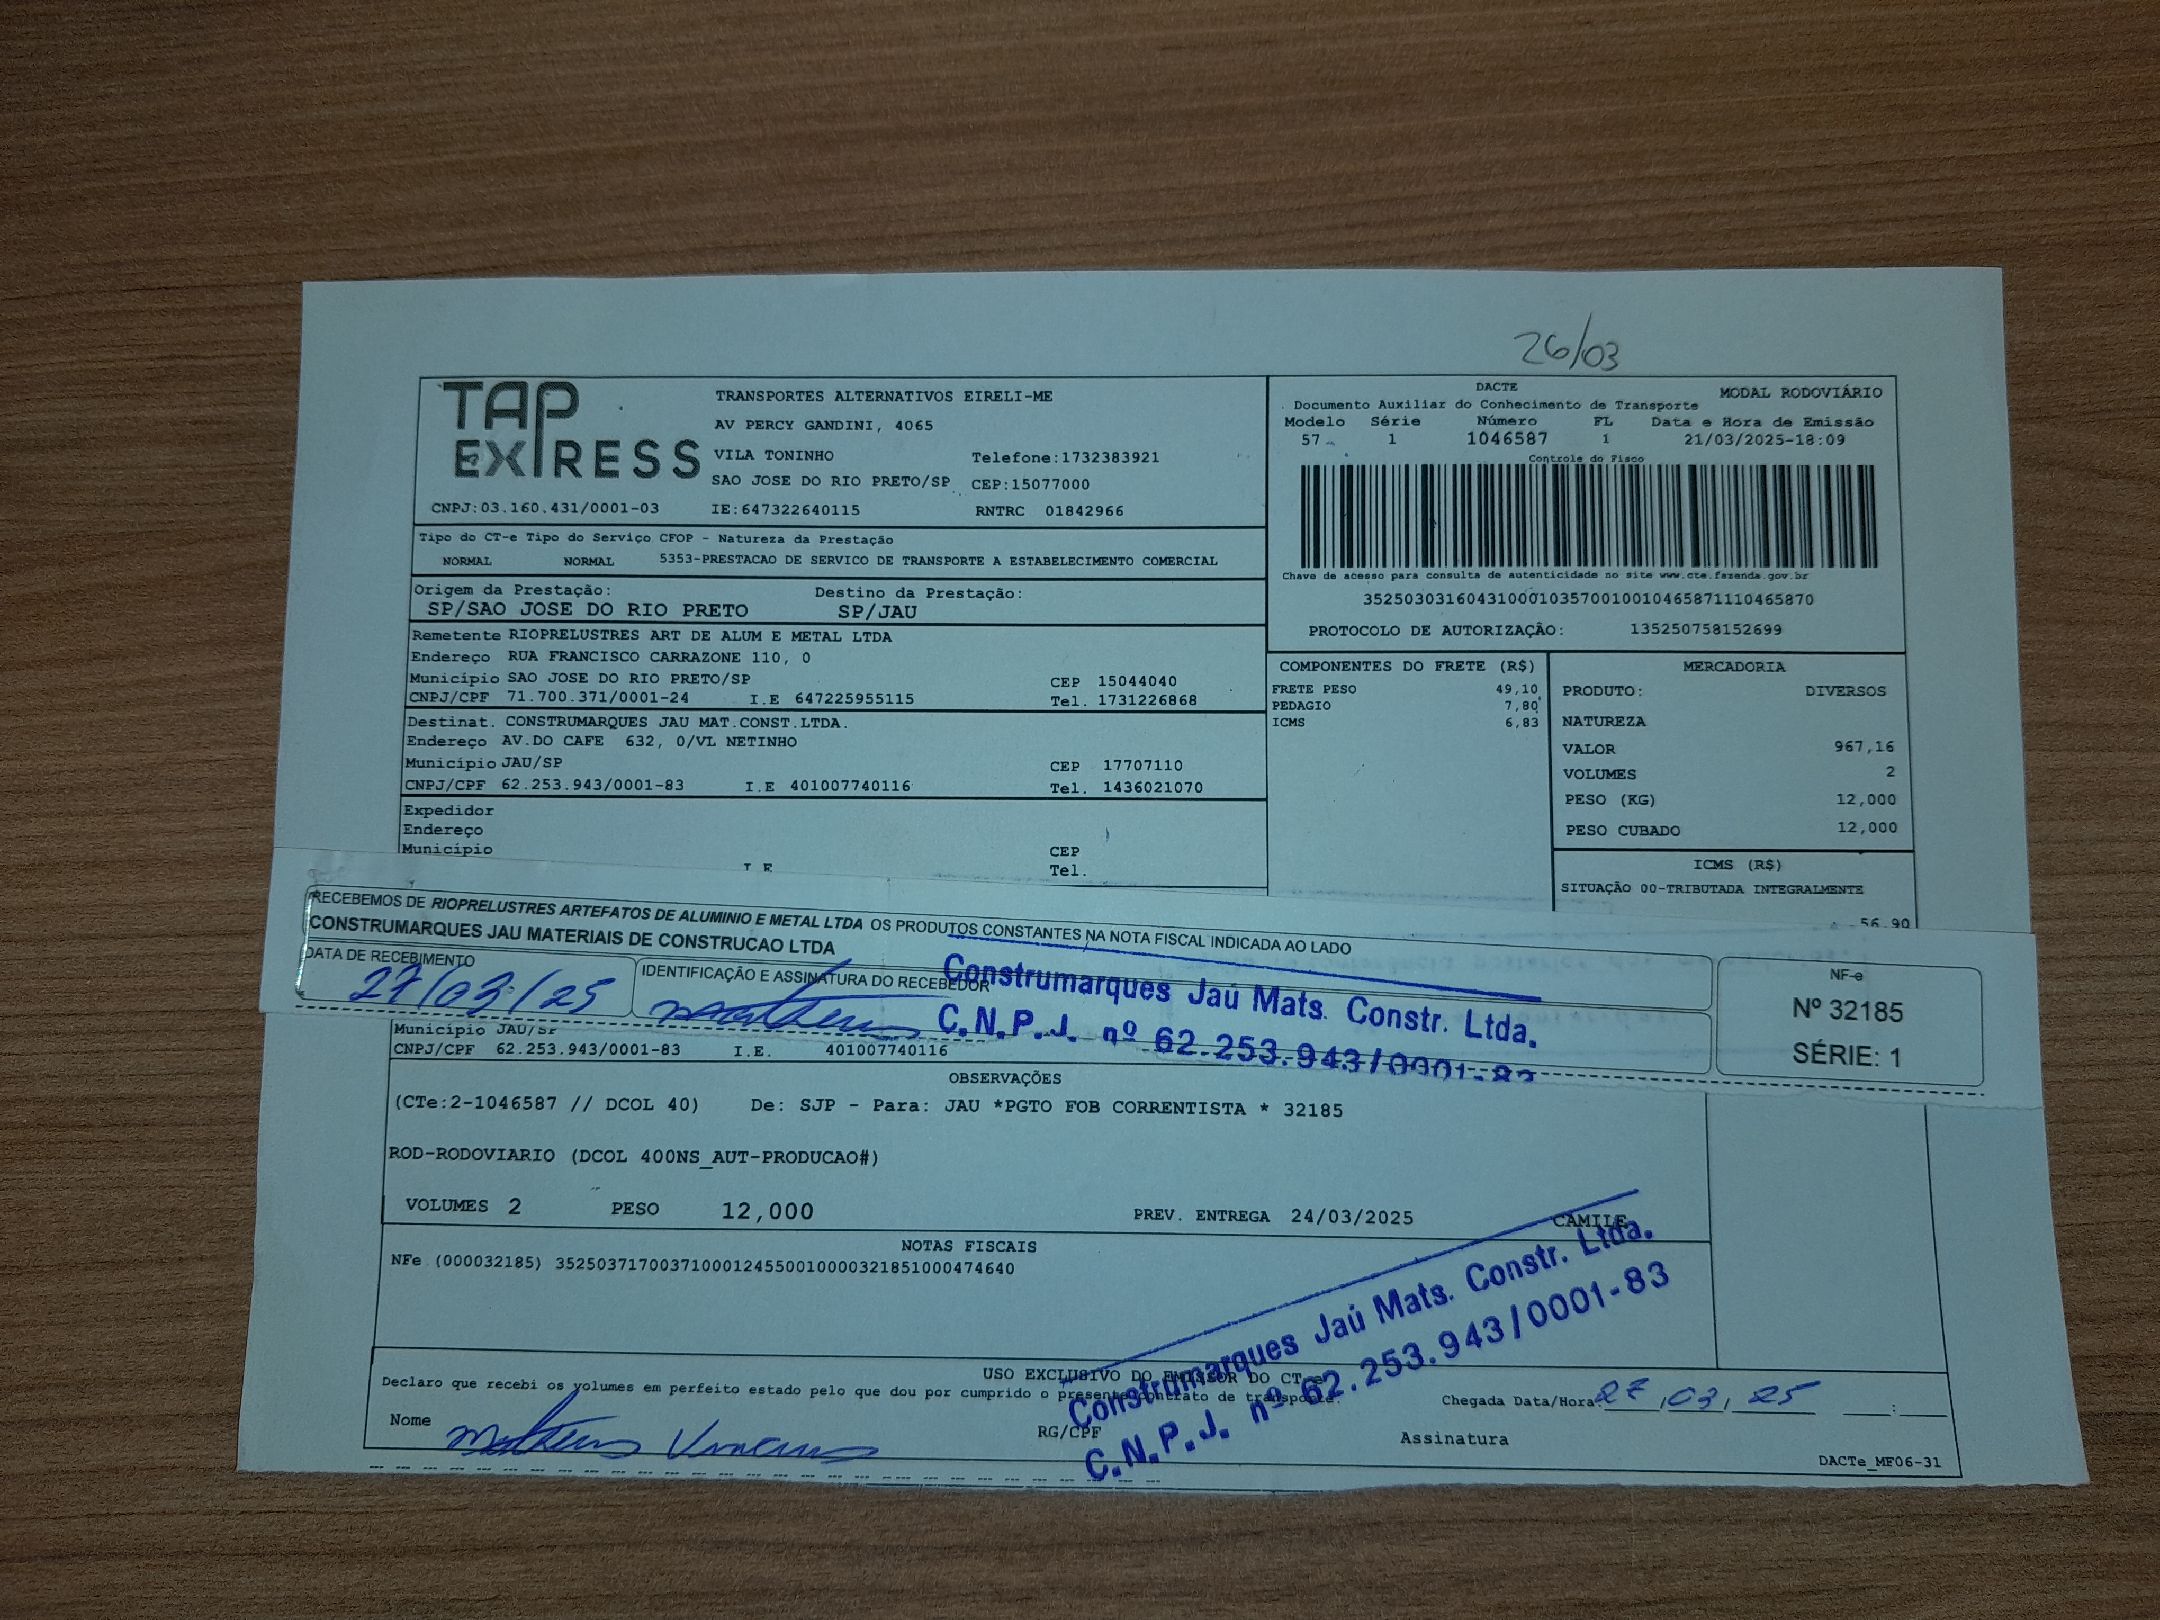 26/03
TAP EXPRESS
TRANSPORTES ALTERNATIVOS EIRELI-ME
AV PERCY GANDINI, 4065
VILA TONINHO Telefone:1732383921
SAO JOSE DO RIO PRETO/SP CEP:15077000
CNPJ:03.160.431/0001-03 IE:647322640115 RNTRC 01842966
DACTE MODAL RODOVIÁRIO
Documento Auxiliar do Conhecimento de Transporte
Modelo Série Número FL Data e Hora de Emissão
57 1 1046587 1 21/03/2025-18:09
Controle do Fisco
Chave de acesso para consulta de autenticidade no site www.cte.fazenda.gov.br
35250303160431000103570010010465871110465870
PROTOCOLO DE AUTORIZAÇÃO: 135250758152699
Tipo do CT-e Tipo do Serviço CFOP - Natureza da Prestação
NORMAL NORMAL 5353-PRESTACAO DE SERVICO DE TRANSPORTE A ESTABELECIMENTO COMERCIAL
Origem da Prestação: Destino da Prestação:
SP/SAO JOSE DO RIO PRETO SP/JAU
Remetente RIOPRELUSTRES ART DE ALUM E METAL LTDA
Endereço RUA FRANCISCO CARRAZONE 110, 0
Município SAO JOSE DO RIO PRETO/SP CEP 15044040
CNPJ/CPF 71.700.371/0001-24 I.E 647225955115 Tel. 1731226868
Destinat. CONSTRUMARQUES JAU MAT.CONST.LTDA.
Endereço AV.DO CAFE 632, 0/VL NETINHO
Município JAU/SP CEP 17707110
CNPJ/CPF 62.253.943/0001-83 I.E 401007740116 Tel. 1436021070
Expedidor
Endereço
Município CEP
I E Tel.
COMPONENTES DO FRETE (R$)
FRETE PESO 49,10
PEDAGIO 7,80
ICMS 6,83
MERCADORIA
PRODUTO: DIVERSOS
NATUREZA
VALOR 967,16
VOLUMES 2
PESO (KG) 12,000
PESO CUBADO 12,000
ICMS (R$)
SITUAÇÃO 00-TRIBUTADA INTEGRALMENTE
56,90
RECEBEMOS DE RIOPRELUSTRES ARTEFATOS DE ALUMINIO E METAL LTDA OS PRODUTOS CONSTANTES NA NOTA FISCAL INDICADA AO LADO
CONSTRUMARQUES JAU MATERIAIS DE CONSTRUCAO LTDA
DATA DE RECEBIMENTO IDENTIFICAÇÃO E ASSINATURA DO RECEBEDOR
27/03/25 Matheus
Construmarques Jaú Mats. Constr. Ltda.
C.N.P.J. nº 62.253.943/0001-83
NF-e
Nº 32185
SÉRIE: 1
Município JAU/SP
CNPJ/CPF 62.253.943/0001-83 I.E. 401007740116
OBSERVAÇÕES
(CTe:2-1046587 // DCOL 40) De: SJP - Para: JAU *PGTO FOB CORRENTISTA * 32185
ROD-RODOVIARIO (DCOL 400NS_AUT-PRODUCAO#)
VOLUMES 2 PESO 12,000 PREV. ENTREGA 24/03/2025 CAMILE
NOTAS FISCAIS
NFe (000032185) 35250371700371000124550010000321851000474640
Construmarques Jaú Mats. Constr. Ltda.
C.N.P.J. nº 62.253.943/0001-83
USO EXCLUSIVO DO EMISSOR DO CT-e
Declaro que recebi os volumes em perfeito estado pelo que dou por cumprido o presente contrato de transporte.
Chegada Data/Hora 27,03,25 :
Nome Matheus RG/CPF Assinatura
DACTe_MF06-31